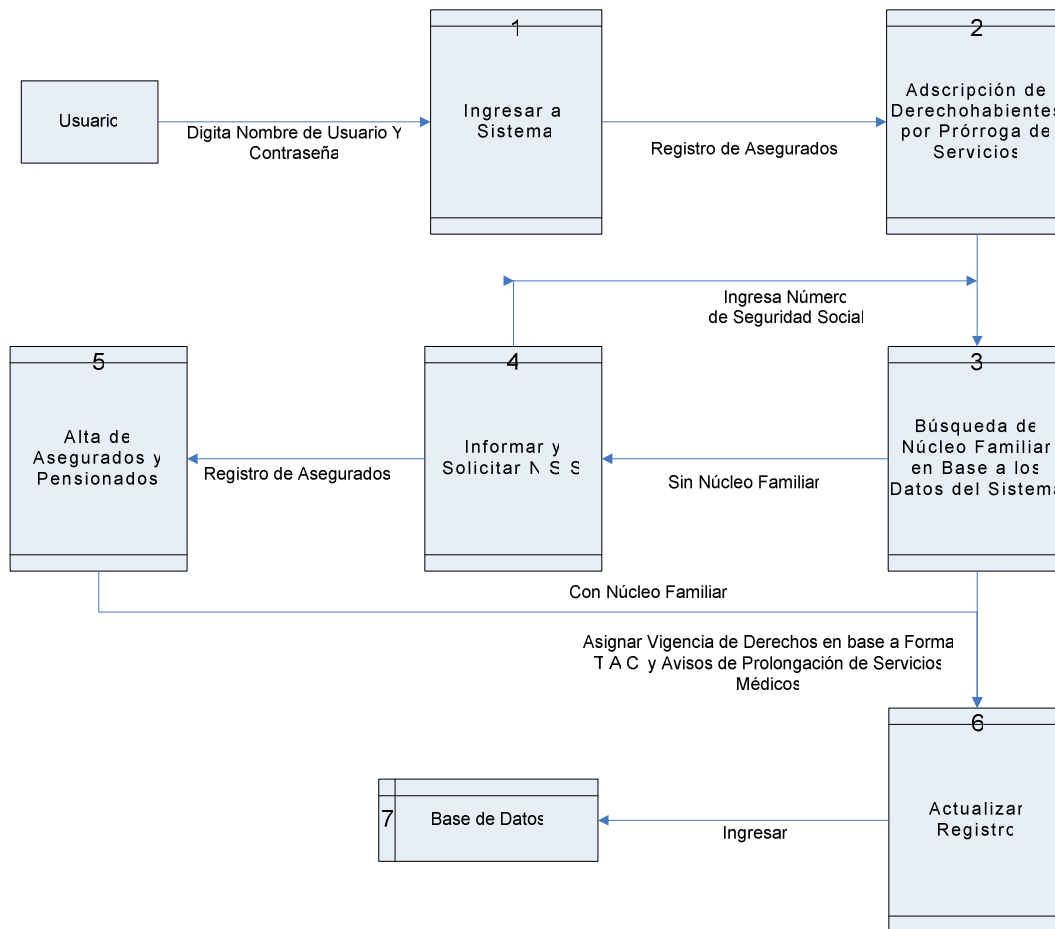 1
2
Usuario
Digita Nombre de Usuario Y
Contraseña
Ingresar a
Sistema
Registro de Asegurados
Adscripción de
Derechohabientes
por Prórroga de
Servicios
Ingresa Número
de Seguridad Social
5
4
3
Alta de
Asegurados y
Pensionados
Registro de Asegurados
Informar y
Solicitar N S S
Sin Núcleo Familiar
Búsqueda de
Núcleo Familiar
en Base a los
Datos del Sistema
Con Núcleo Familiar
Asignar Vigencia de Derechos en base a Forma
T A C y Avisos de Prolongación de Servicios
Médicos
6
7
Base de Datos
Ingresar
Actualizar
Registro